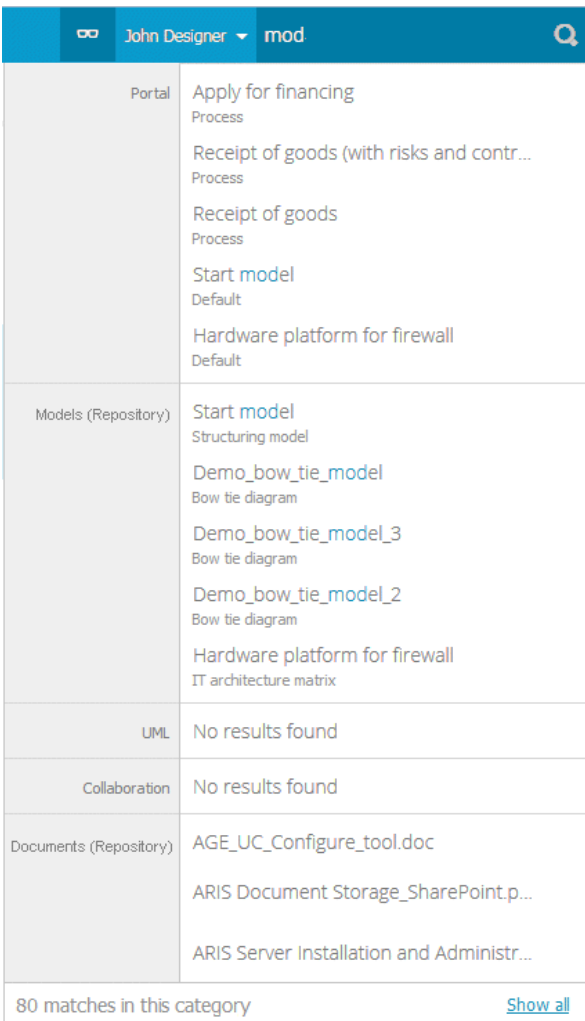 John Designer mod
Portal
Apply for financing
Process
Receipt of goods (with risks and contr...
Process
Receipt of goods
Process
Start model
Default
Hardware platform for firewall
Default
Models (Repository)
Start model
Structuring model
Demo_bow_tie_model
Bow tie diagram
Demo_bow_tie_model_3
Bow tie diagram
Demo_bow_tie_model_2
Bow tie diagram
Hardware platform for firewall
IT architecture matrix
UML No results found
Collaboration No results found
Documents (Repository)
AGE_UC_Configure_tool.doc
ARIS Document Storage_SharePoint.p...
ARIS Server Installation and Administr...
80 matches in this category Show all